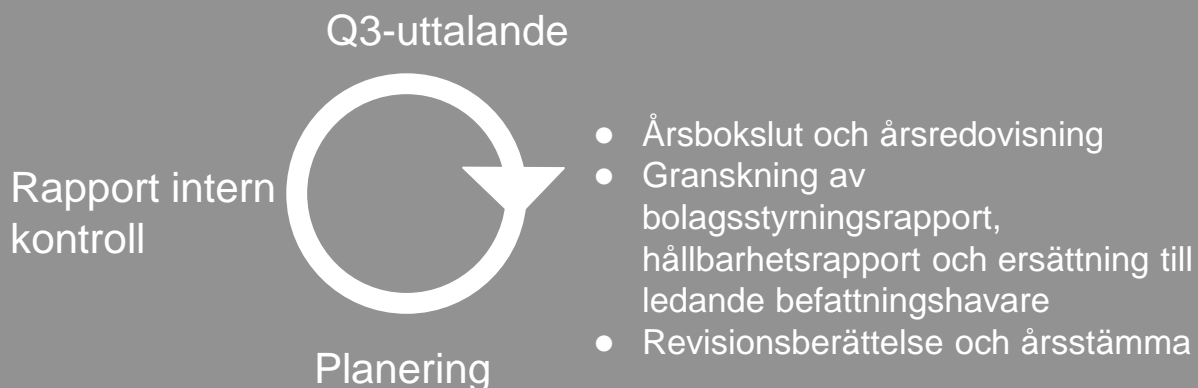 Q3-uttalande
Rapport intern
kontroll
● Årsbokslut och årsredovisning
● Granskning av
bolagsstyrningsrapport,
hållbarhetsrapport och ersättning till
ledande befattningshavare
● Revisionsberättelse och årsstämma
Planering